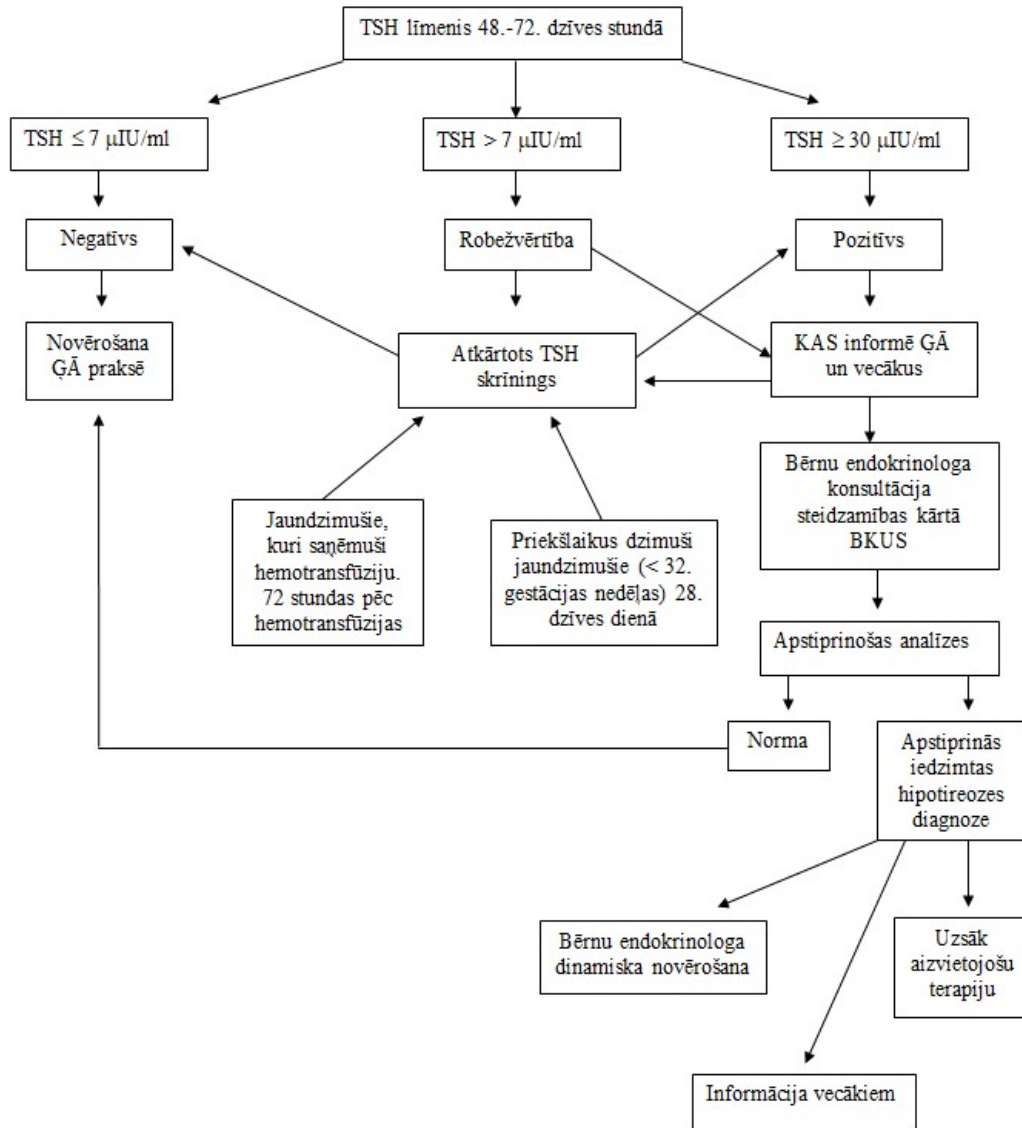 TSH līmenis 48.-72. dzīves stundā
TSH ≤ 7 μIU/ml
TSH > 7 μIU/ml
TSH ≥ 30 μIU/ml
Negatīvs
Robežvērtība
Pozitīvs
Novērošana
ĢĀ praksē
Atkārtots TSH
skrīnings
KAS informē ĢĀ
un vecākus
Bērnu endokrinologa
konsultācija
steidzamības kārtā
BKUS
Jaundzimušie,
kuri saņēmuši
hemotransfūziju.
72 stundas pēc
hemotransfūzijas
Priekšlaikus dzimuši
jaundzimušie (< 32.
gestācijas nedēļas) 28.
dzīves dienā
Apstiprinošas analīzes
Norma
Apstiprinās
iedzimtas
hipotireozes
diagnoze
Bērnu endokrinologa
dinamiska novērošana
Uzsāk
aizvietojošu
terapiju
Informācija vecākiem